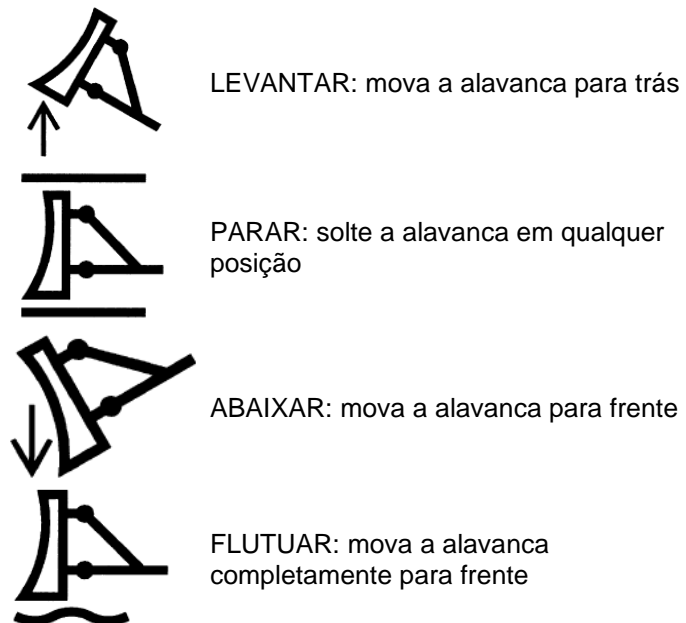 LEVANTAR: mova a alavanca para trás
PARAR: solte a alavanca em qualquer
posição
ABAIXAR: mova a alavanca para frente
FLUTUAR: mova a alavanca
completamente para frente